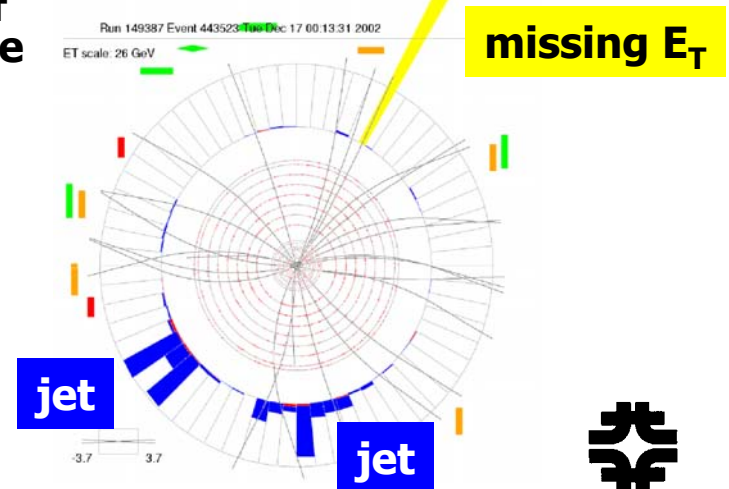 Run 149387 Event 443523 Tue Dec 17 00:13:31 2002
e
ET scale: 26 GeV
missing E_T
jet
jet
-3.7 3.7